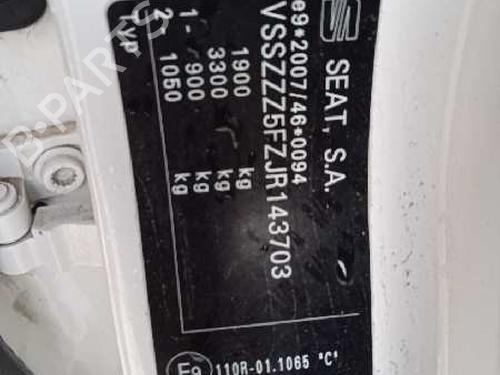 SEAT, S.A.
e9*2007/46*0094
VSSZZZ5FZJR143703
1900 kg
3300 kg
1- 900 kg
2 1050 kg
Typ
E9 110R-01.1065 "C"
B-PARTS